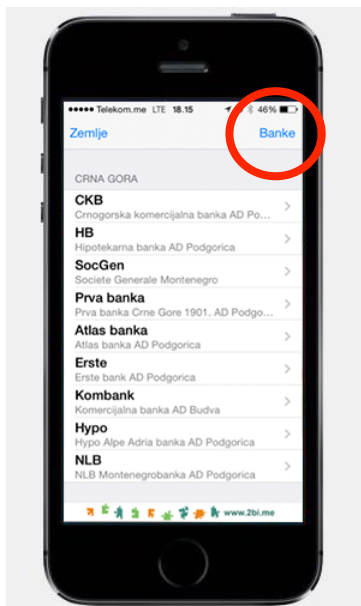 ●●●●● Telekom.me LTE 18.15 46%
Zemlje Banke
CRNA GORA
CKB
Crnogorska komercijalna banka AD Po...
HB
Hipotekarna banka AD Podgorica
SocGen
Societe Generale Montenegro
Prva banka
Prva banka Crne Gore 1901. AD Podgo...
Atlas banka
Atlas banka AD Podgorica
Erste
Erste bank AD Podgorica
Kombank
Komercijalna banka AD Budva
Hypo
Hypo Alpe Adria banka AD Podgorica
NLB
NLB Montenegrobanka AD Podgorica
www.2bi.me